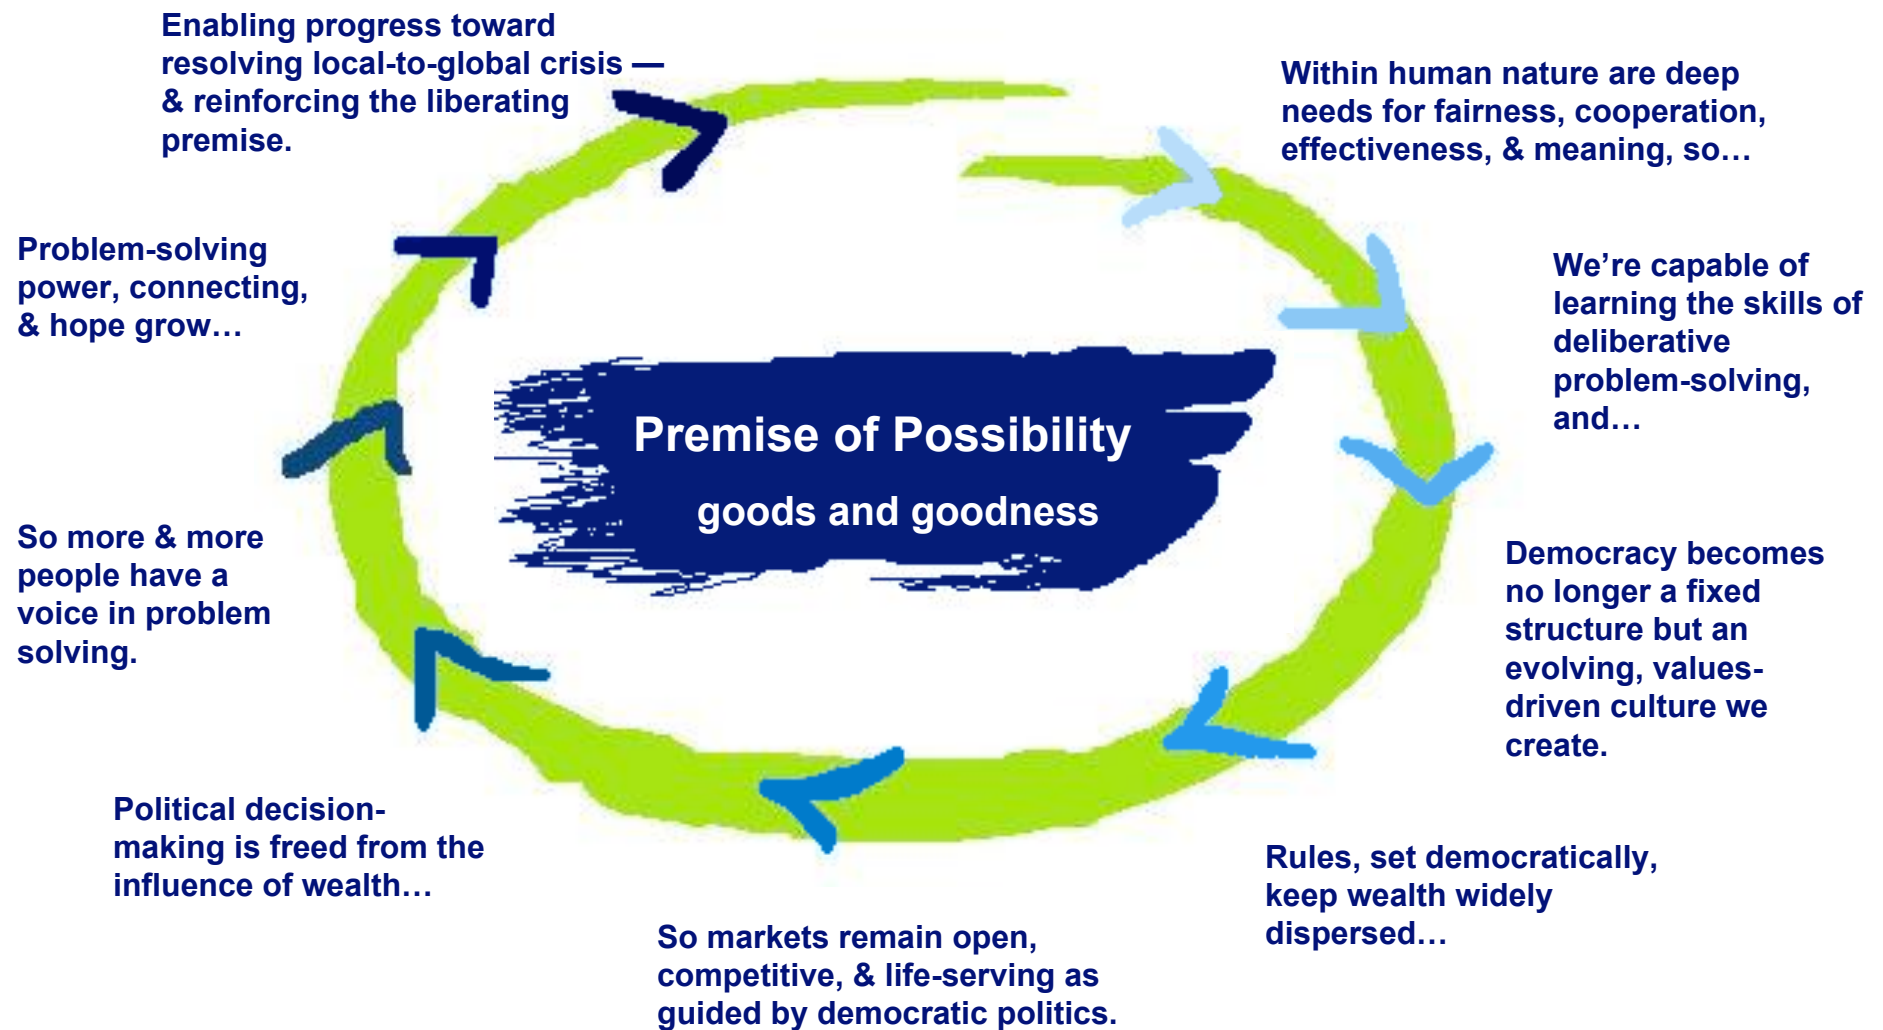 Enabling progress toward
resolving local-to-global crisis —
& reinforcing the liberating
premise.
Within human nature are deep
needs for fairness, cooperation,
effectiveness, & meaning, so…
We’re capable of
learning the skills of
deliberative
problem-solving,
and…
Democracy becomes
no longer a fixed
structure but an
evolving, values-
driven culture we
create.
Rules, set democratically,
keep wealth widely
dispersed…
So markets remain open,
competitive, & life-serving as
guided by democratic politics.
Political decision-
making is freed from the
influence of wealth…
So more & more
people have a
voice in problem
solving.
Problem-solving
power, connecting,
& hope grow…
Premise of Possibility
goods and goodness